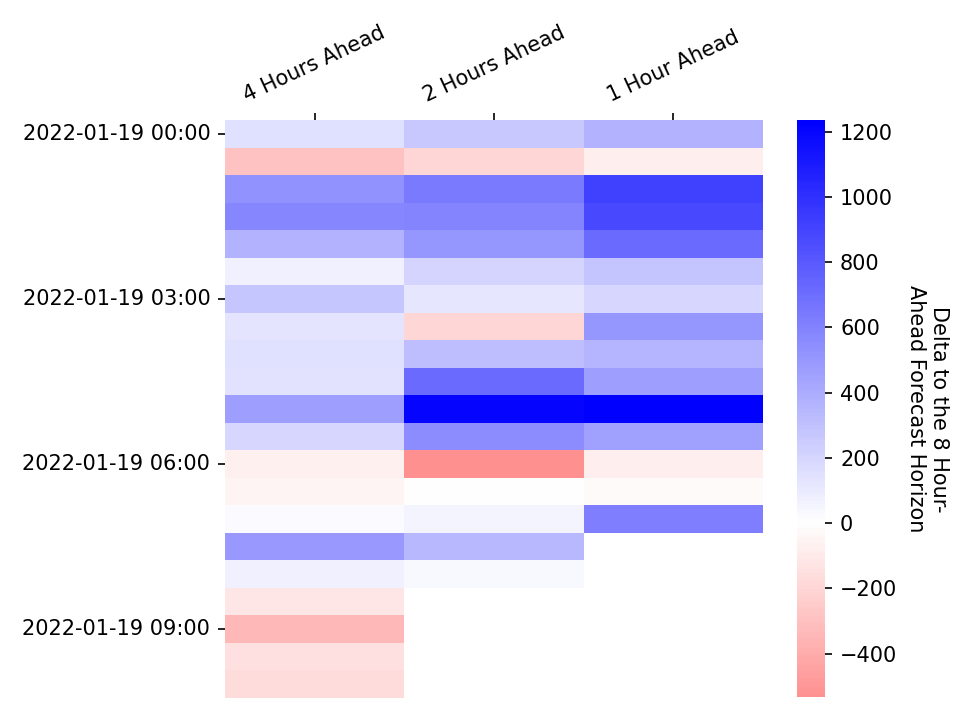 4 Hours Ahead
2 Hours Ahead
1 Hour Ahead
2022-01-19 00:00
2022-01-19 03:00
2022-01-19 06:00
2022-01-19 09:00
1200
1000
800
600
400
200
0
−200
−400
Delta to the 8 Hour-
Ahead Forecast Horizon